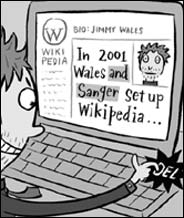 BIO: JIMMY WALES
W
WIKI
PEDIA
In 2001
Wales and
Sanger set up
Wikipedia...
DEL